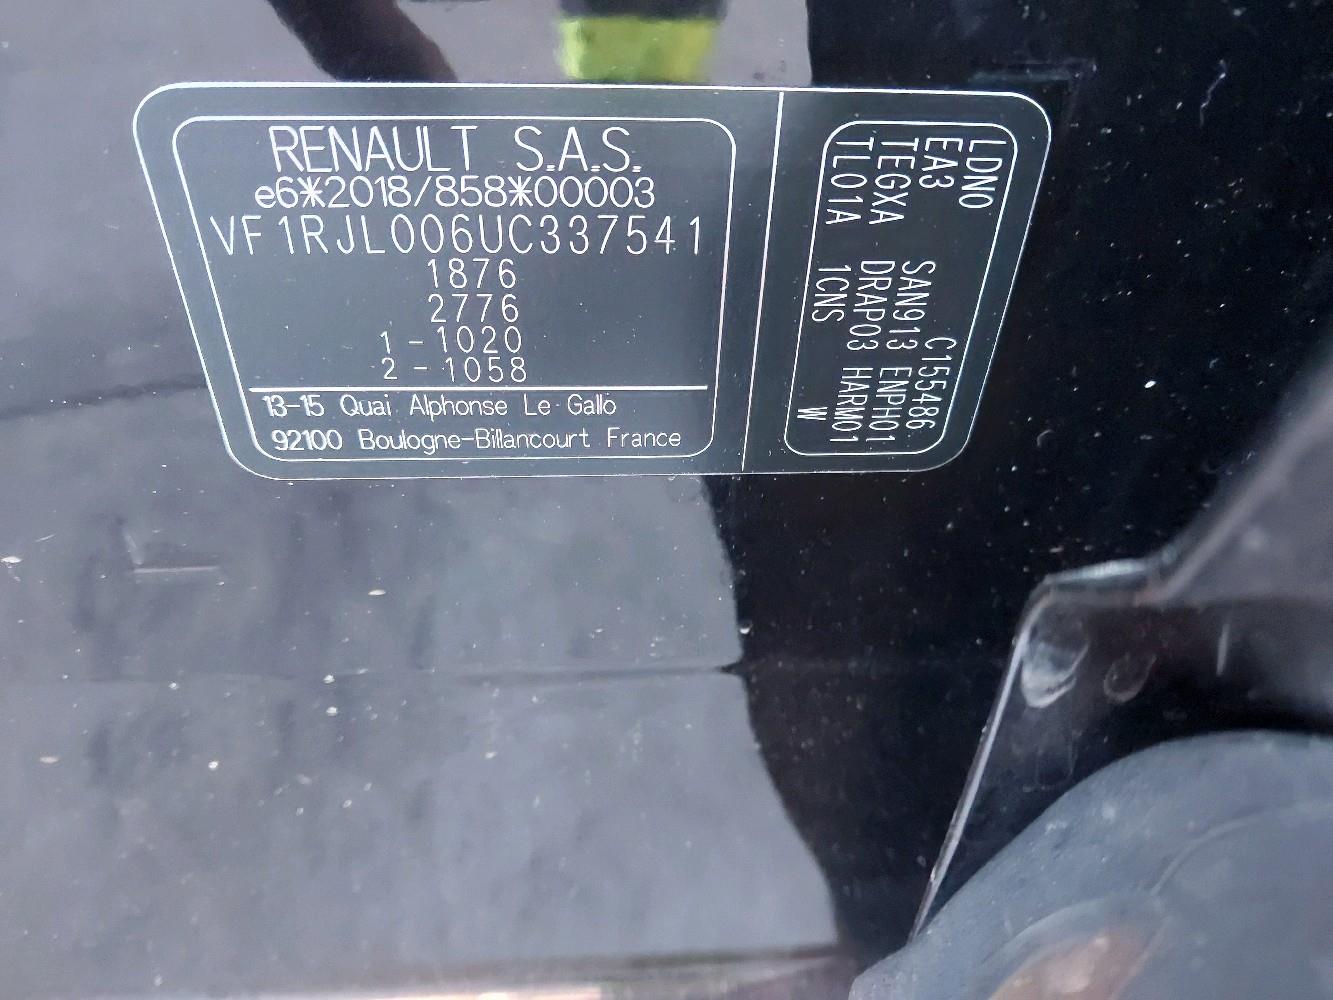 RENAULT S.A.S.
e6*2018/858*00003
VF1RJL006UC337541
1876
2776
1-1020
2-1058
13-15 Quai Alphonse Le Gallo
92100 Boulogne-Billancourt France
LDN0 C155486
EA3 SAN913 ENPH01
TEGXA DRAP03 HARM01
TL01A 1CNS W